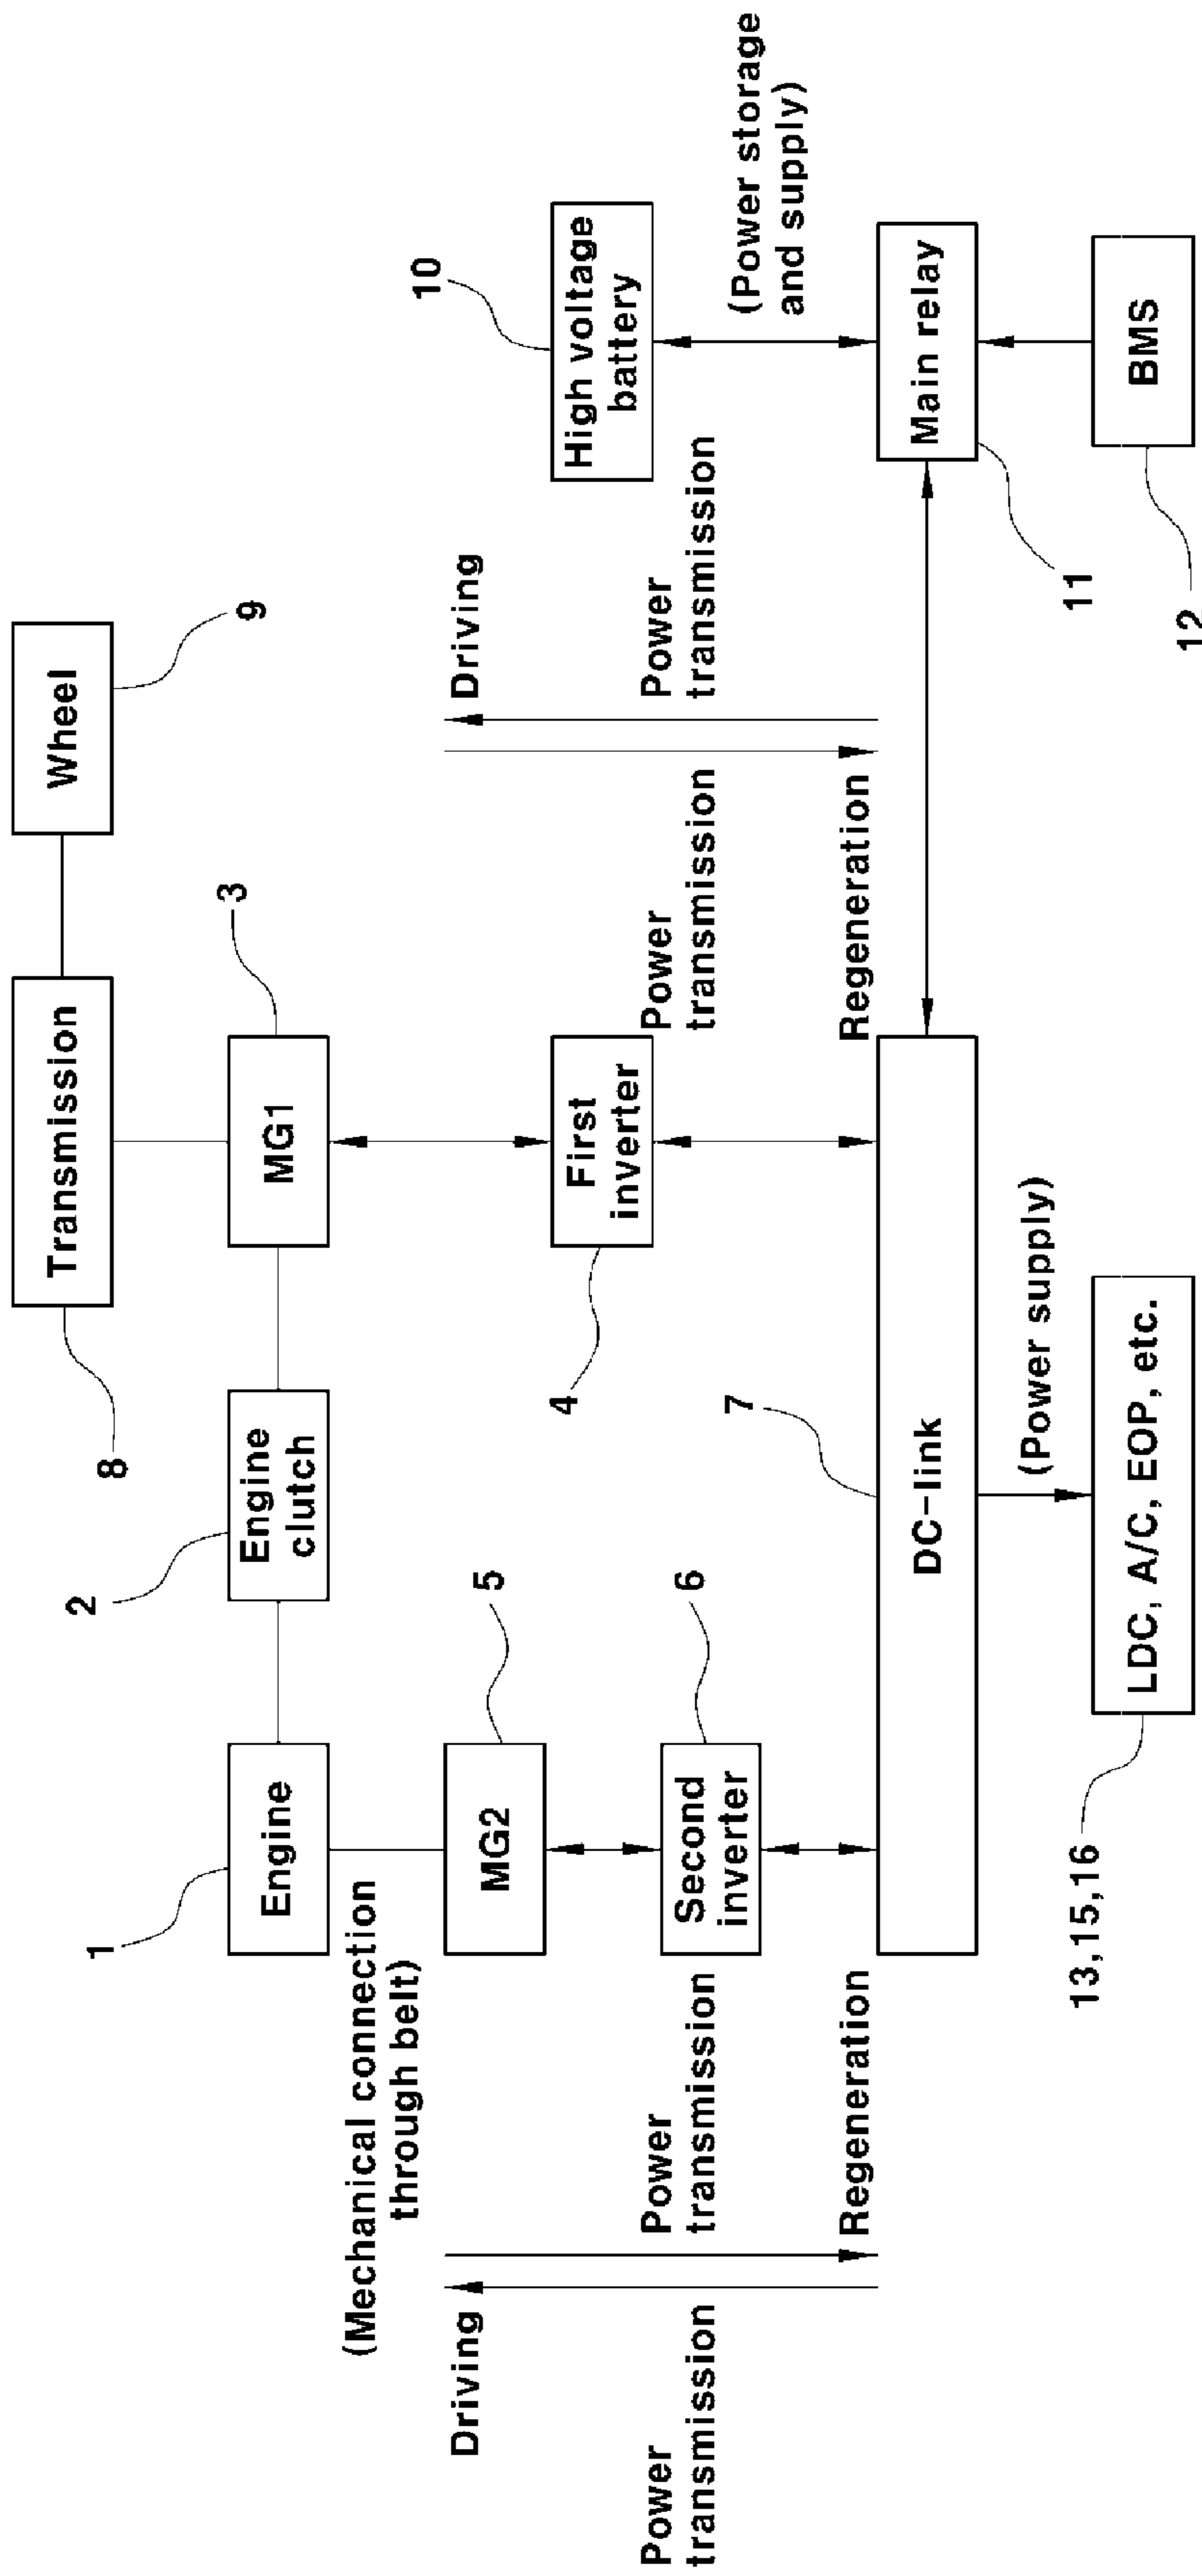 8
Transmission
Wheel
9
1
Engine
2
Engine
clutch
MG1
3
(Mechanical connection
through belt)
10
High voltage
battery
Driving
MG2
5
Driving
4
First
inverter
Power
transmission
Power
transmission
Second
inverter
6
Power
transmission
Power
transmission
(Power storage
and supply)
Regeneration
7
Regeneration
DC-link
Main relay
11
(Power supply)
13,15,16
LDC, A/C, EOP, etc.
12
BMS